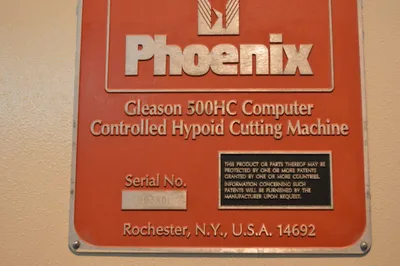 Phoenix
Gleason 500HC Computer
Controlled Hypoid Cutting Machine
Serial No.
THIS PRODUCT OR PARTS THEREOF MAY BE
PROTECTED BY ONE OR MORE PATENTS
GRANTED BY ONE OR MORE COUNTRIES.
INFORMATION CONCERNING SUCH
PATENTS WILL BE FURNISHED BY THE
MANUFACTURER UPON REQUEST.
Rochester, N.Y., U.S.A. 14692